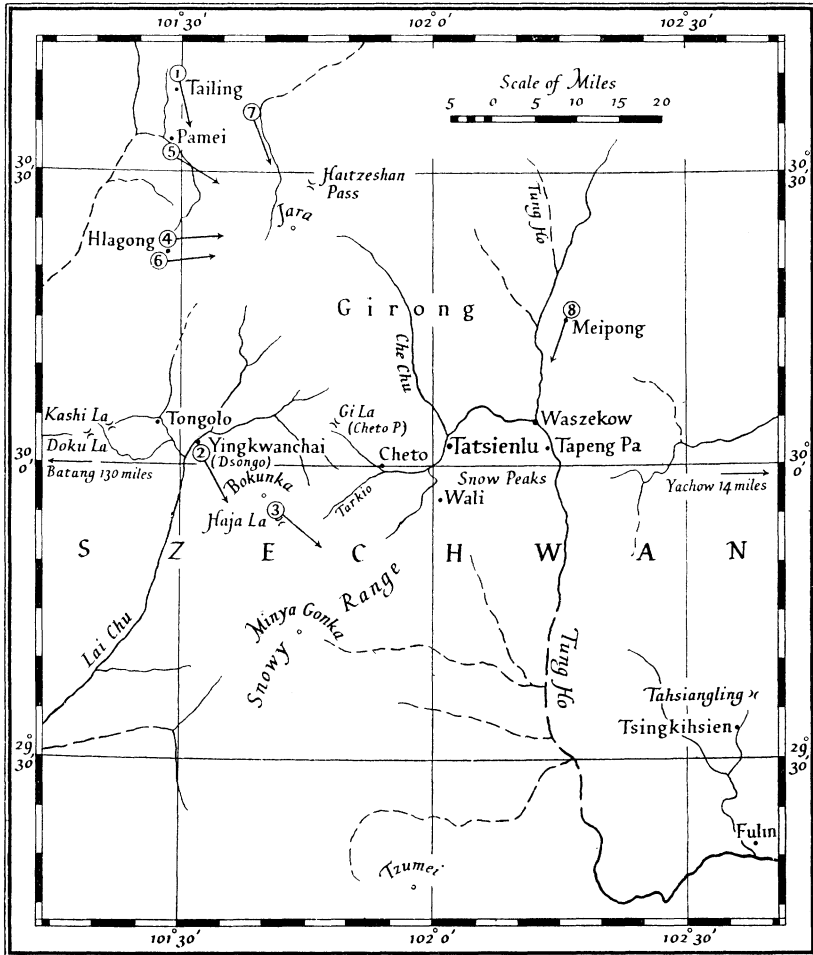 101° 30'
102° 0'
102° 30'
Scale of Miles
5 0 5 10 15 20
1
Tailing
7
Pamei
5
30° 30'
30° 30'
Haitzeshan
Pass
Tung Ho
Jara
Hlagong
4
6
Girong
8
Meipong
Che Chu
Kashi La
Tongolo
Gi La
(Cheto P)
Waszekow
Doku La
Yingkwanchai
(Dsongo)
Cheto
Tatsienlu
Tapeng Pa
30° 0'
30° 0'
Batang 130 miles
2
Bokunka
Tarkio
Snow Peaks
Yachow 14 miles
Wali
Haja La
3
SZECHWAN
Snowy Range
Minya Gonka
Lai Chu
Tung Ho
Tahsiangling
Tsingkihsien
29° 30'
29° 30'
Fulin
Tzumei
101° 30'
102° 0'
102° 30'